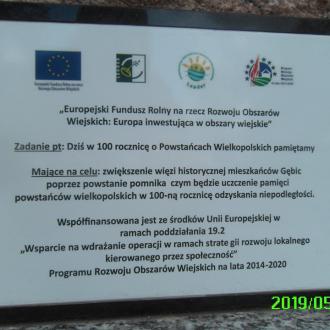 Leader
„Europejski Fundusz Rolny na rzecz Rozwoju Obszarów
Wiejskich: Europa inwestująca w obszary wiejskie”
Zadanie pt: Dziś w 100 rocznicę o Powstańcach Wielkopolskich pamiętamy
Mające na celu: zwiększenie więzi historycznej mieszkańców Gębic
poprzez powstanie pomnika czym będzie uczczenie pamięci
powstańców wielkopolskich w 100-ną rocznicę odzyskania niepodległości.
Współfinansowana jest ze środków Unii Europejskiej w
ramach poddziałania 19.2
„Wsparcie na wdrażanie operacji w ramach strate gii rozwoju lokalnego
kierowanego przez społeczność”
Programu Rozwoju Obszarów Wiejskich na lata 2014-2020
2019/05